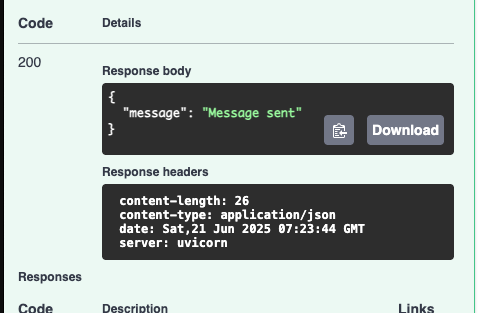 Code Details
200
Response body
{
  "message": "Message sent"
}
Download
Response headers
content-length: 26
content-type: application/json
date: Sat,21 Jun 2025 07:23:44 GMT
server: uvicorn
Responses
Code Description Links